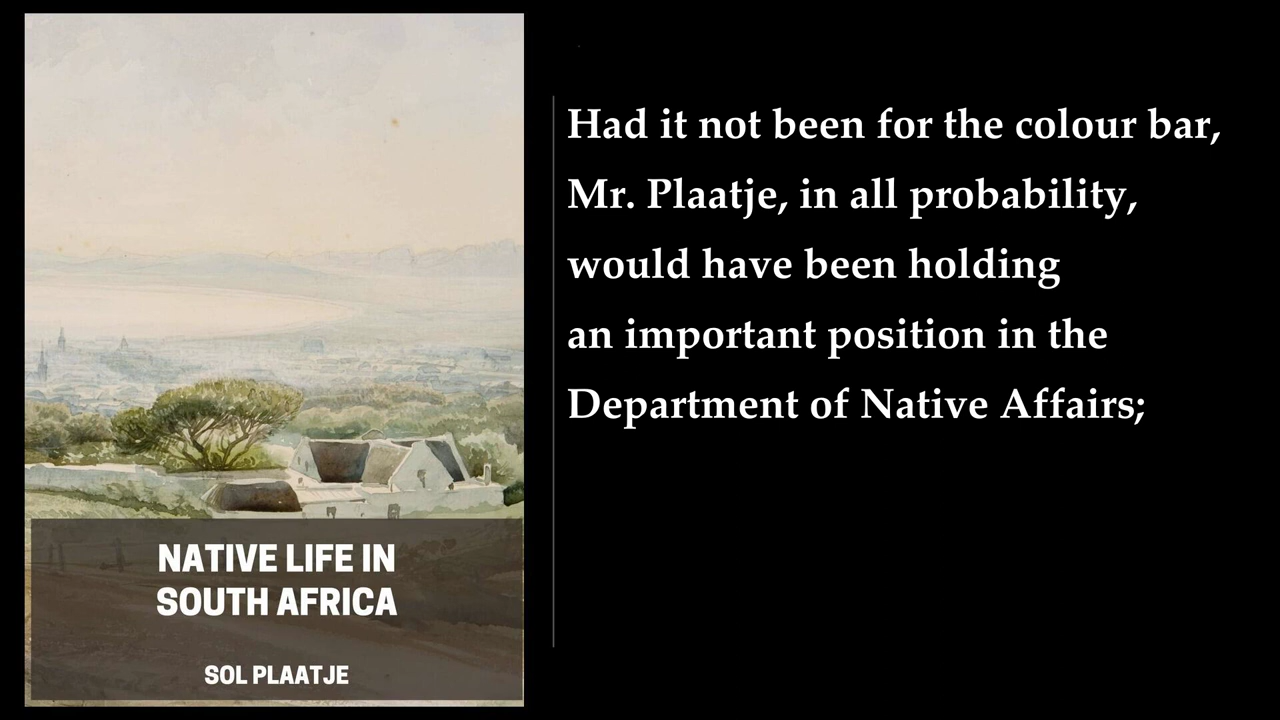 NATIVE LIFE IN
SOUTH AFRICA
SOL PLAATJE
Had it not been for the colour bar,
Mr. Plaatje, in all probability,
would have been holding
an important position in the
Department of Native Affairs;